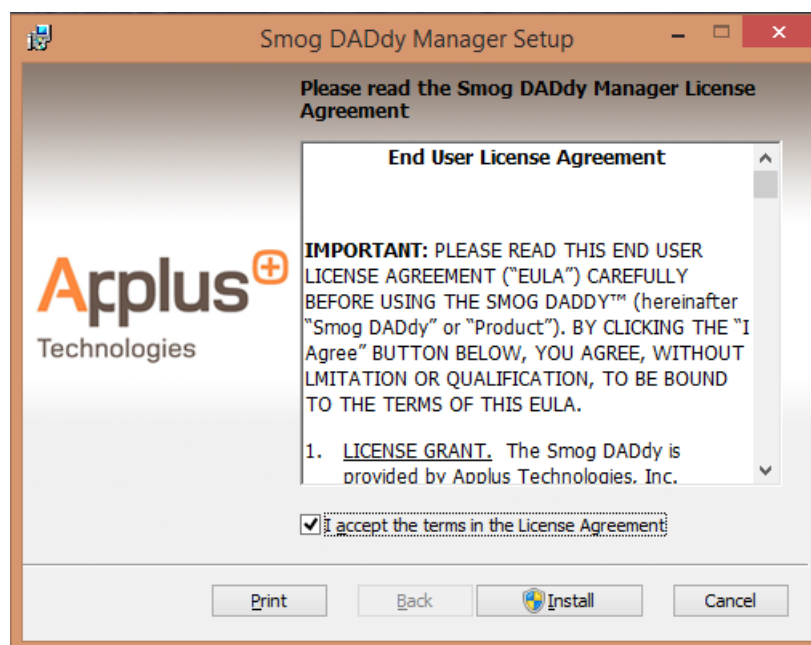 Smog DADdy Manager Setup
Please read the Smog DADdy Manager License
Agreement
End User License Agreement
IMPORTANT: PLEASE READ THIS END USER
LICENSE AGREEMENT (“EULA”) CAREFULLY
BEFORE USING THE SMOG DADDY™ (hereinafter
“Smog DADdy” or “Product”). BY CLICKING THE “I
Agree” BUTTON BELOW, YOU AGREE, WITHOUT
LMITATION OR QUALIFICATION, TO BE BOUND
TO THE TERMS OF THIS EULA.
1. LICENSE GRANT. The Smog DADdy is
provided by Applus Technologies, Inc.
Applus+
Technologies
I accept the terms in the License Agreement
Print
Back
Install
Cancel